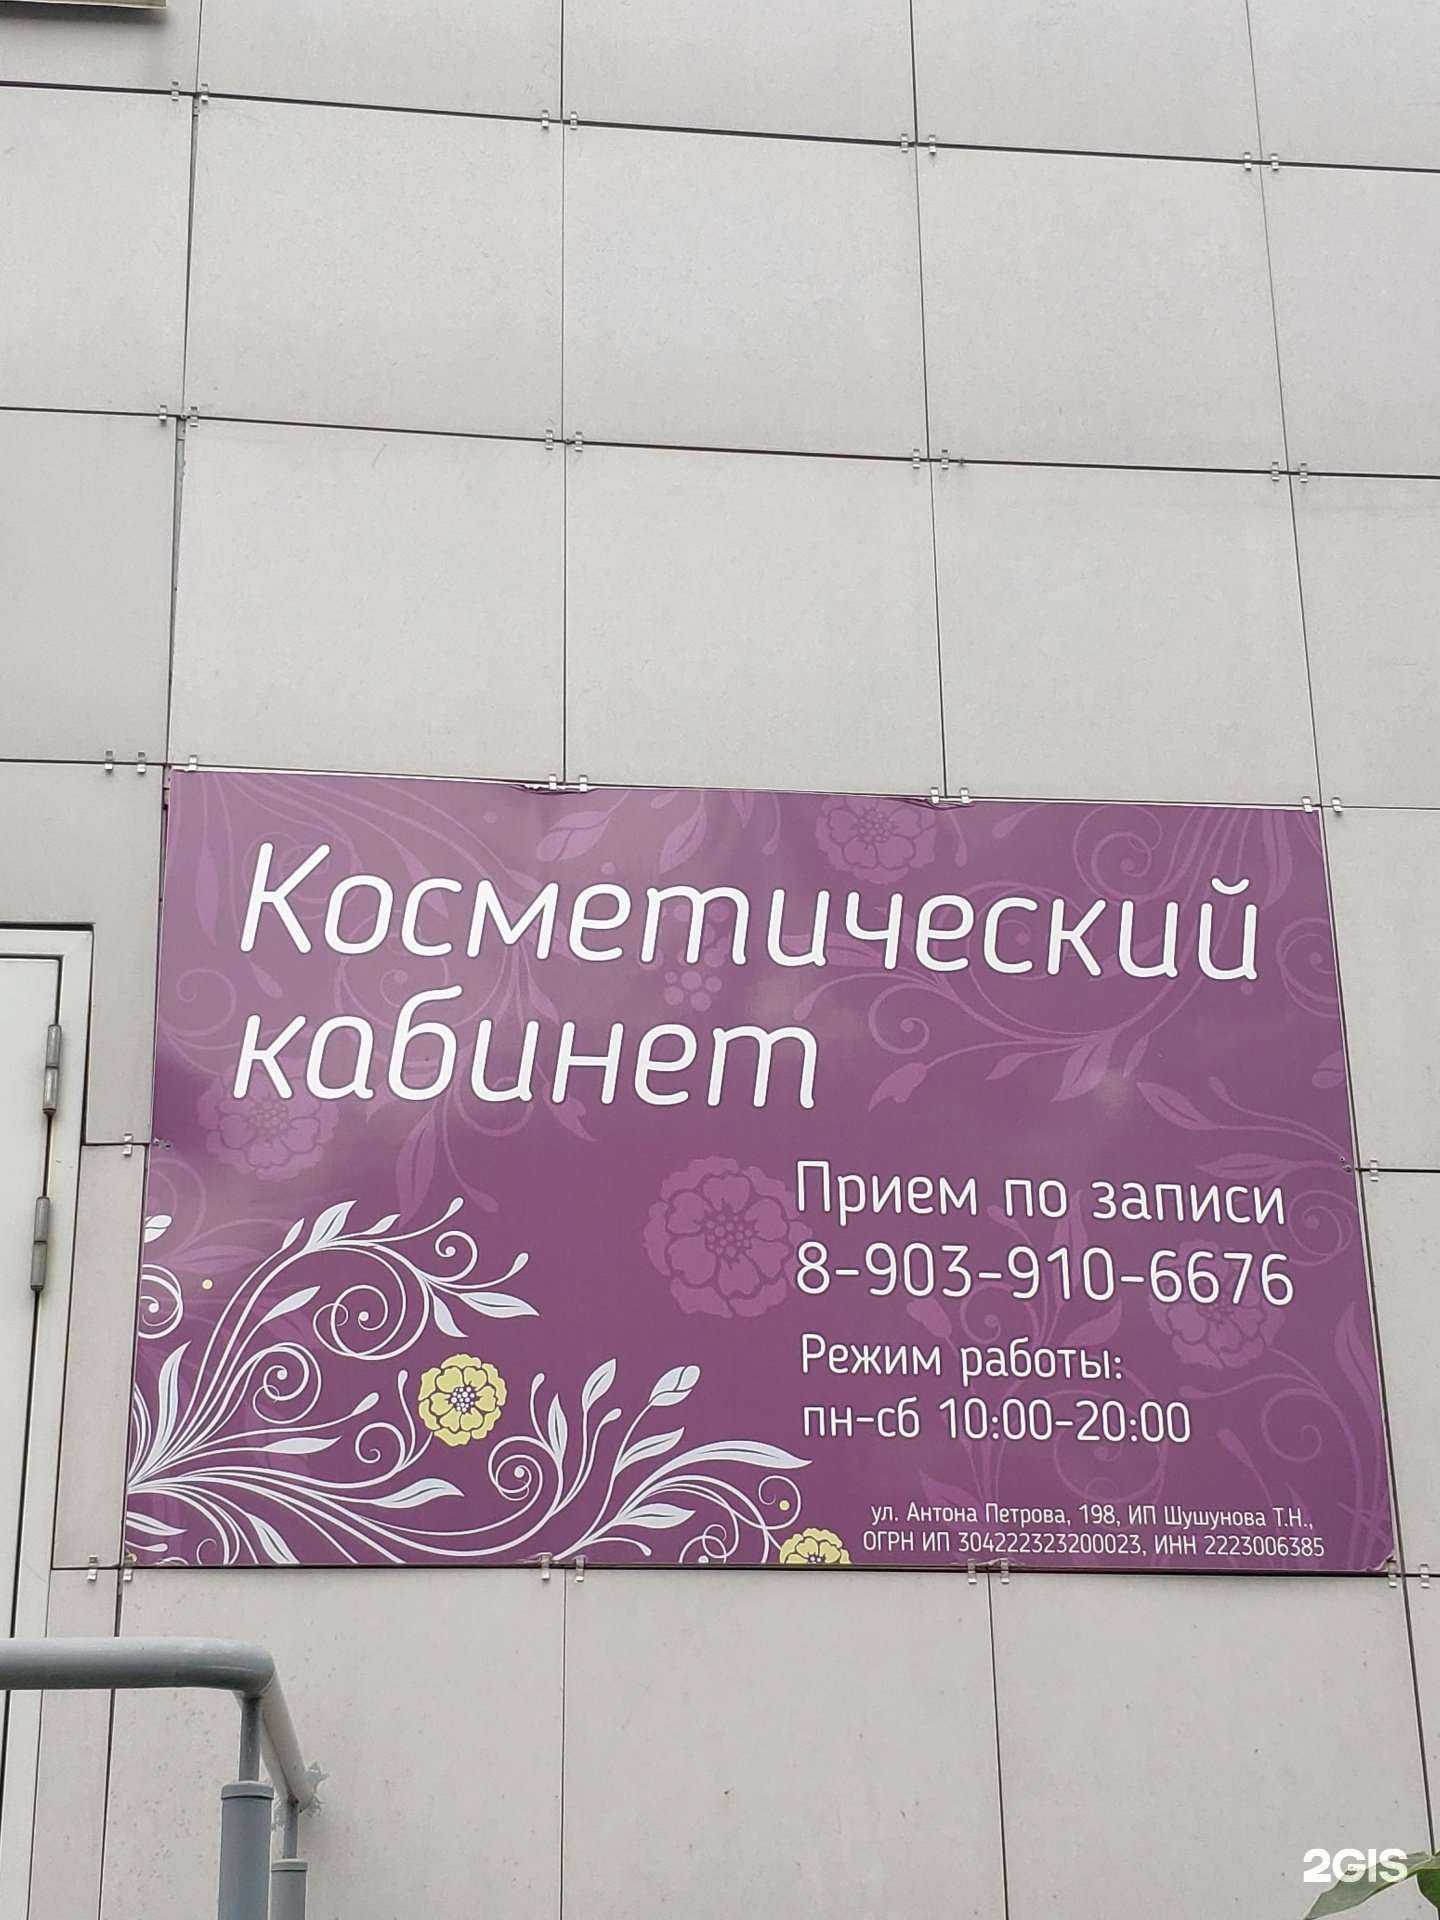 Косметический
кабинет
Прием по записи
8-903-910-6676
Режим работы:
пн-сб 10:00-20:00
ул. Антона Петрова, 198, ИП Шушунова Т.Н.,
ОГРН ИП 304222323200023, ИНН 2223006385
2GIS